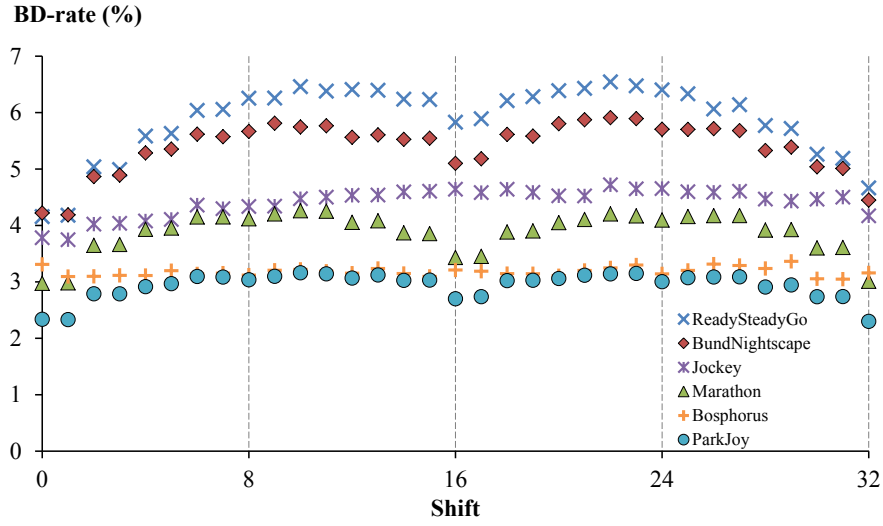 BD-rate (%)
7
6
5
4
3
2
1
0
ReadySteadyGo
BundNightscape
Jockey
Marathon
Bosphorus
ParkJoy
0 8 16 24 32
Shift